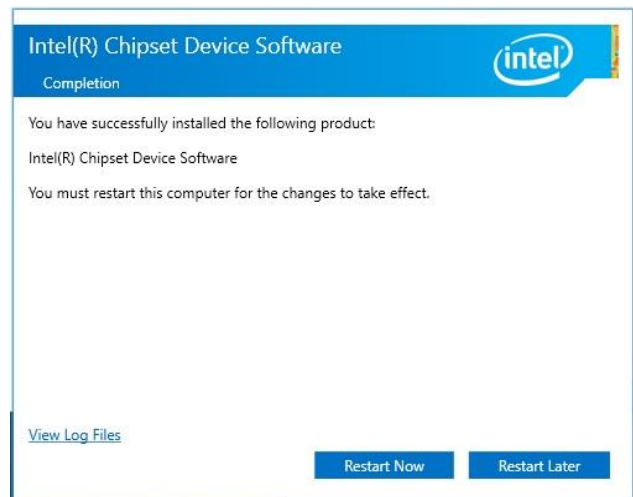 Intel(R) Chipset Device Software
intel
Completion
You have successfully installed the following product:
Intel(R) Chipset Device Software
You must restart this computer for the changes to take effect.
View Log Files
Restart Now
Restart Later